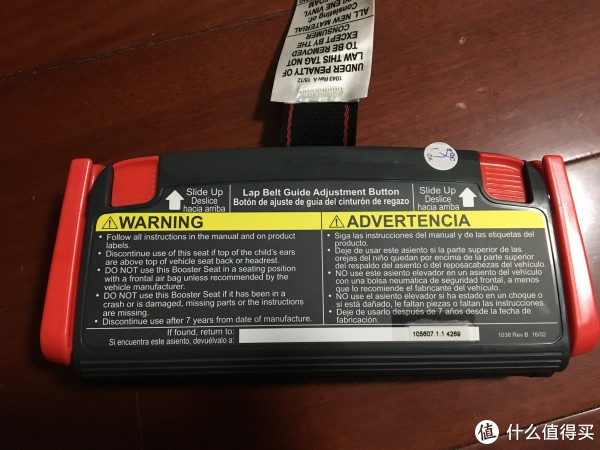 ALL NEW MATERIAL
Consisting of:
UNDER PENALTY OF
LAW THIS TAG NOT
TO BE REMOVED
EXCEPT BY THE
CONSUMER
1043 Rev A 15/12
Slide Up
Deslice
hacia arriba
Lap Belt Guide Adjustment Button
Botón de ajuste de guía del cinturón de regazo
Slide Up
Deslice
hacia arriba
WARNING
• Follow all instructions in the manual and on product
labels.
• Discontinue use of this seat if top of the child's ears
are above top of vehicle seat back or headrest.
• DO NOT use this Booster Seat in a seating position
with a frontal air bag unless recommended by the
vehicle manufacturer.
• DO NOT use this Booster Seat if it has been in a
crash or is damaged, missing parts or the instructions
are missing.
• Discontinue use after 7 years from date of manufacture.
ADVERTENCIA
• Siga las instrucciones del manual y de las etiquetas del
producto.
• Deje de usar este asiento si la parte superior de las
orejas del niño quedan por encima de la parte superior
del respaldo del asiento o del reposacabezas del vehículo.
• NO use este asiento elevador en un asiento del vehículo
con una bolsa neumática de seguridad frontal, a menos
que lo recomiende el fabricante del vehículo.
• NO use este asiento elevador si ha estado en un choque o
si está dañado, le faltan piezas o faltan las instrucciones.
• Deje de usarlo después de 7 años desde la fecha de
fabricación.
If found, return to:
Si encuentra este asiento, devuélvalo a:
105607.1.1 4269
1036 Rev B 16/02
值 什么值得买